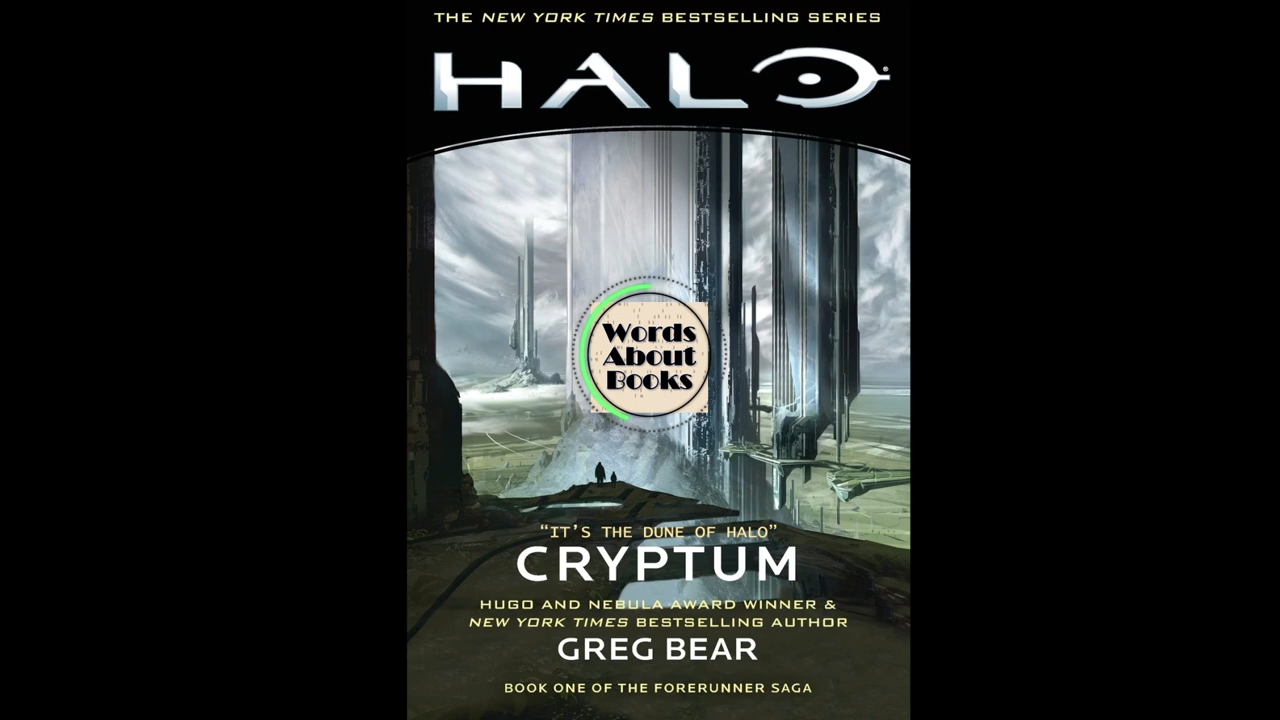 THE NEW YORK TIMES BESTSELLING SERIES
HALO
Words
About
Books
“IT’S THE DUNE OF HALO”
CRYPTUM
HUGO AND NEBULA AWARD WINNER &
NEW YORK TIMES BESTSELLING AUTHOR
GREG BEAR
BOOK ONE OF THE FORERUNNER SAGA